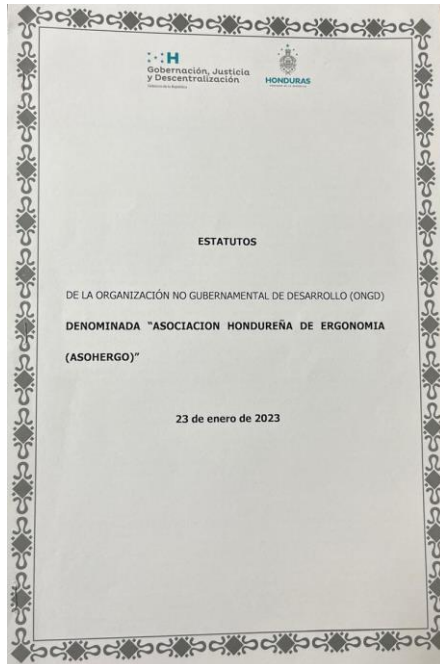 H
Gobernación, Justicia
y Descentralización
HONDURAS
ESTATUTOS
DE LA ORGANIZACIÓN NO GUBERNAMENTAL DE DESARROLLO (ONGD)
DENOMINADA “ASOCIACION HONDUREÑA DE ERGONOMIA
(ASOHERGO)”
23 de enero de 2023